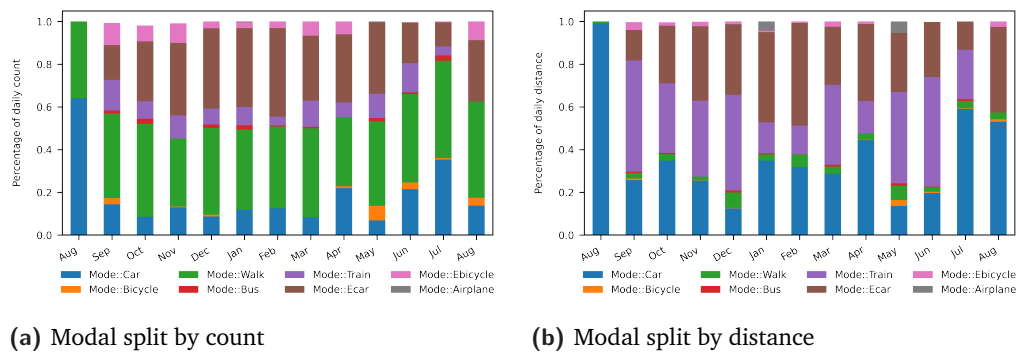 Percentage of daily count
1.0
0.8
0.6
0.4
0.2
0.0
Aug Sep Oct Nov Dec Jan Feb Mar Apr May Jun Jul Aug
Mode::Car Mode::Walk Mode::Train Mode::Ebicycle
Mode::Bicycle Mode::Bus Mode::Ecar Mode::Airplane
(a) Modal split by count
Percentage of daily distance
1.0
0.8
0.6
0.4
0.2
0.0
Aug Sep Oct Nov Dec Jan Feb Mar Apr May Jun Jul Aug
Mode::Car Mode::Walk Mode::Train Mode::Ebicycle
Mode::Bicycle Mode::Bus Mode::Ecar Mode::Airplane
(b) Modal split by distance